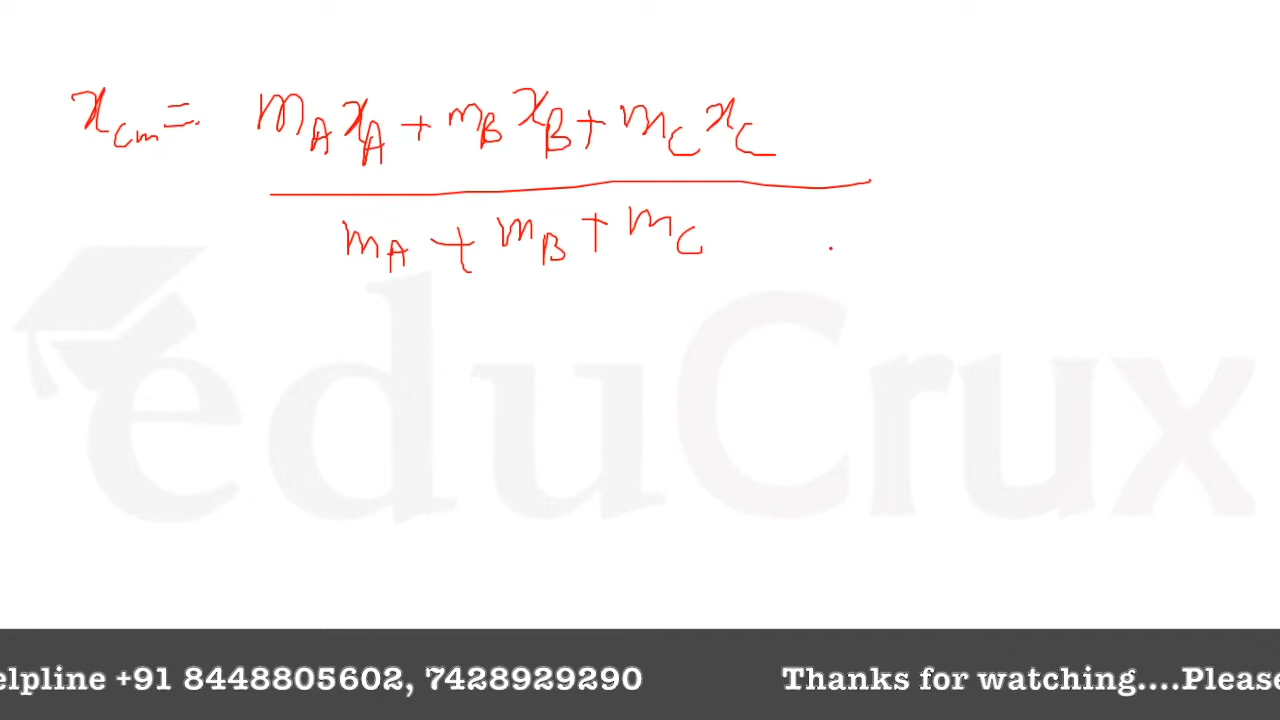 x_cm = m_A x_A + m_B x_B + m_C x_C
m_A + m_B + m_C
eduCrux
elpline +91 8448805602, 7428929290 Thanks for watching....Please